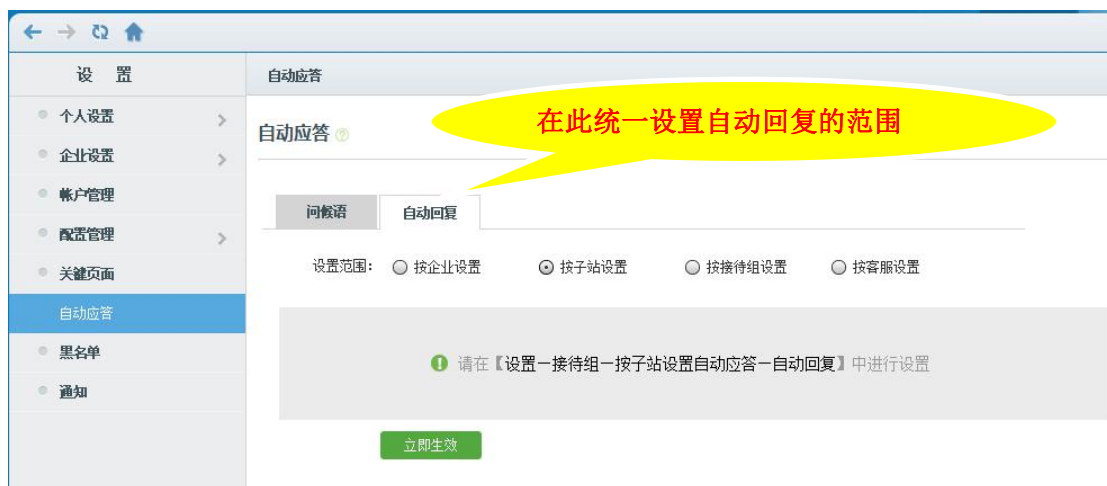 设 置
自动应答
个人设置
企业设置
帐户管理
配置管理
关键页面
自动应答
黑名单
通知
在此统一设置自动回复的范围
自动应答
问候语 自动回复
设置范围： 按企业设置 按子站设置 按接待组设置 按客服设置
请在【设置一接待组一按子站设置自动应答一自动回复】中进行设置
立即生效